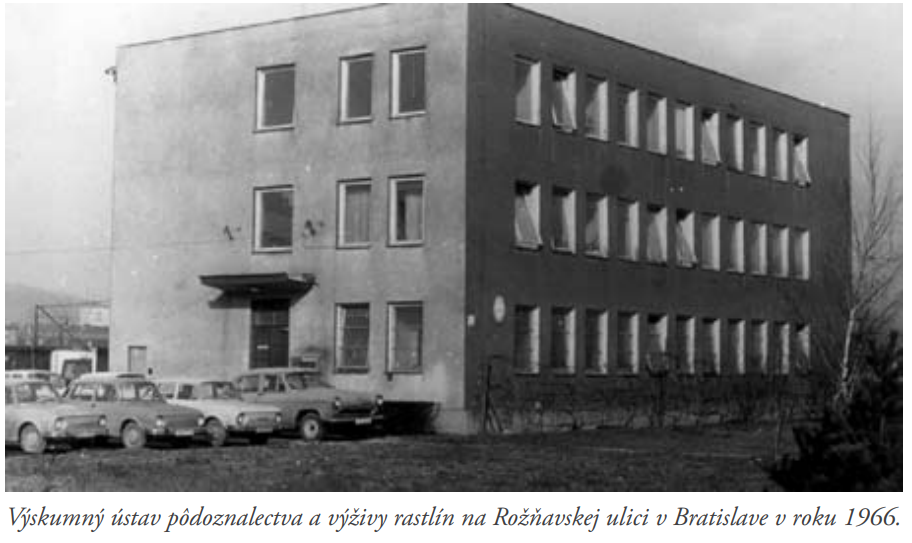 Výskumný ústav pôdoznalectva a výživy rastlín na Rožňavskej ulici v Bratislave v roku 1966.